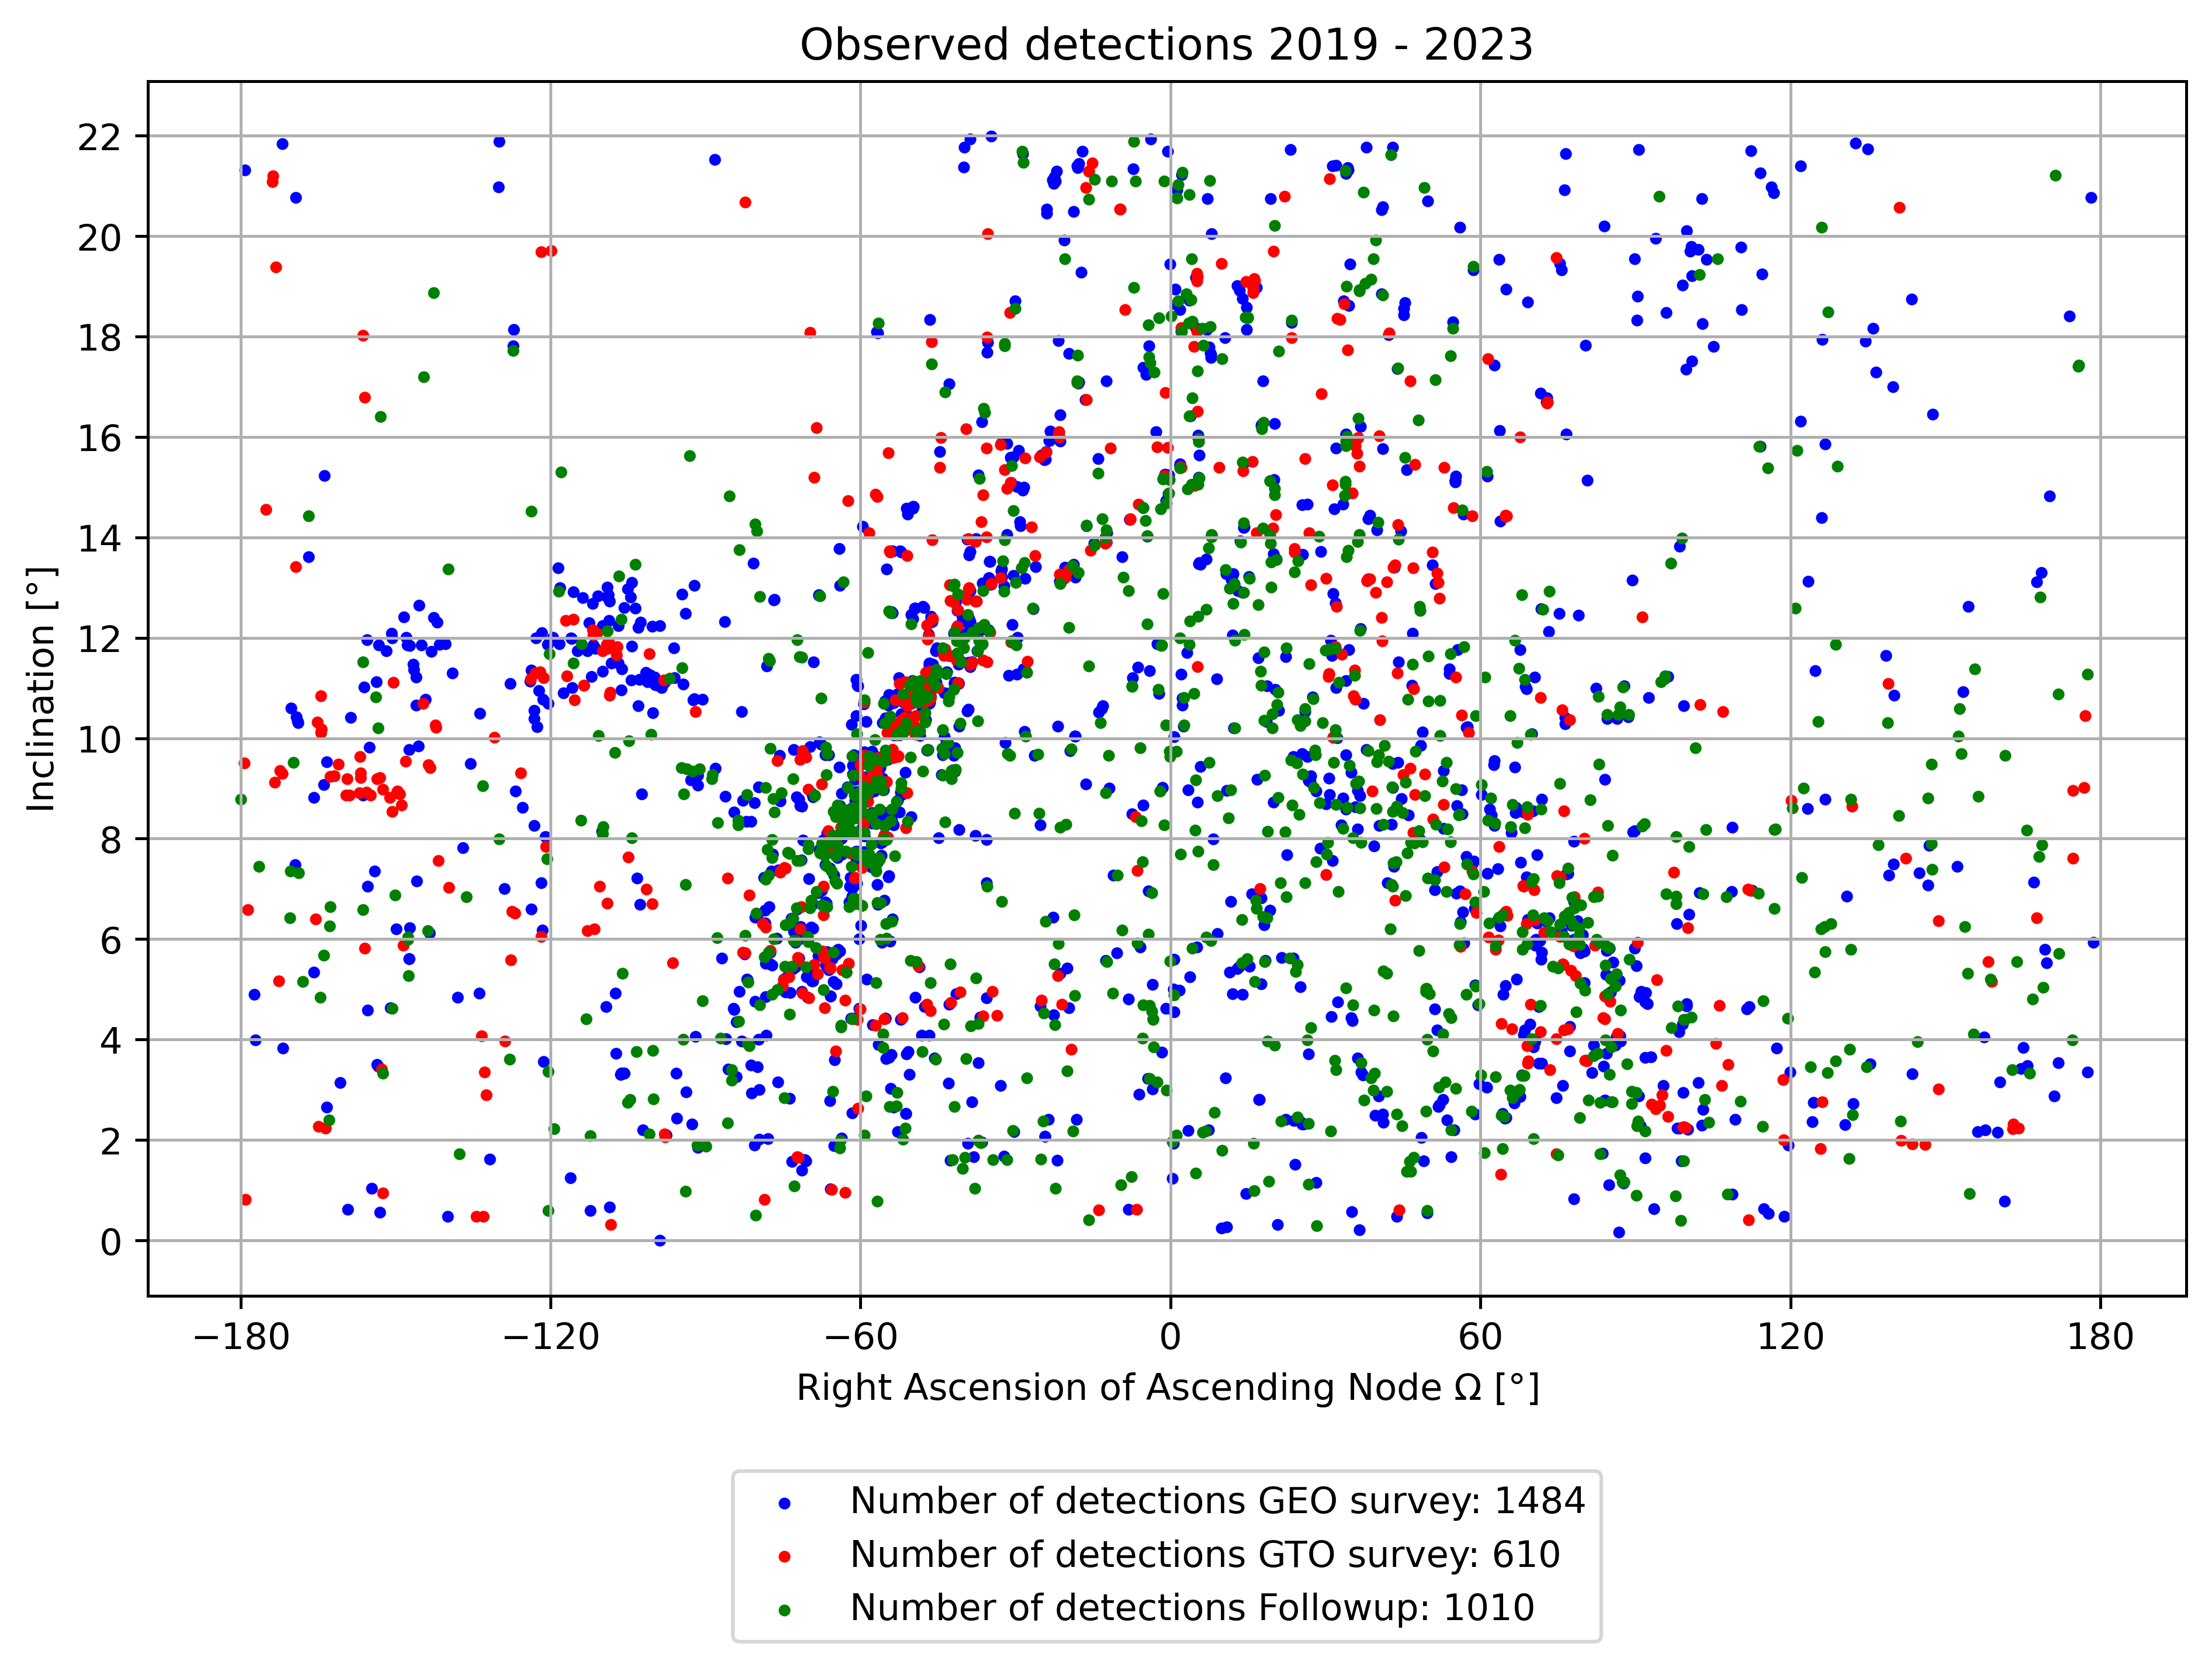 Observed detections 2019 - 2023
Inclination [°]
22
20
18
16
14
12
10
8
6
4
2
0
−180 −120 −60 0 60 120 180
Right Ascension of Ascending Node Ω [°]
Number of detections GEO survey: 1484
Number of detections GTO survey: 610
Number of detections Followup: 1010